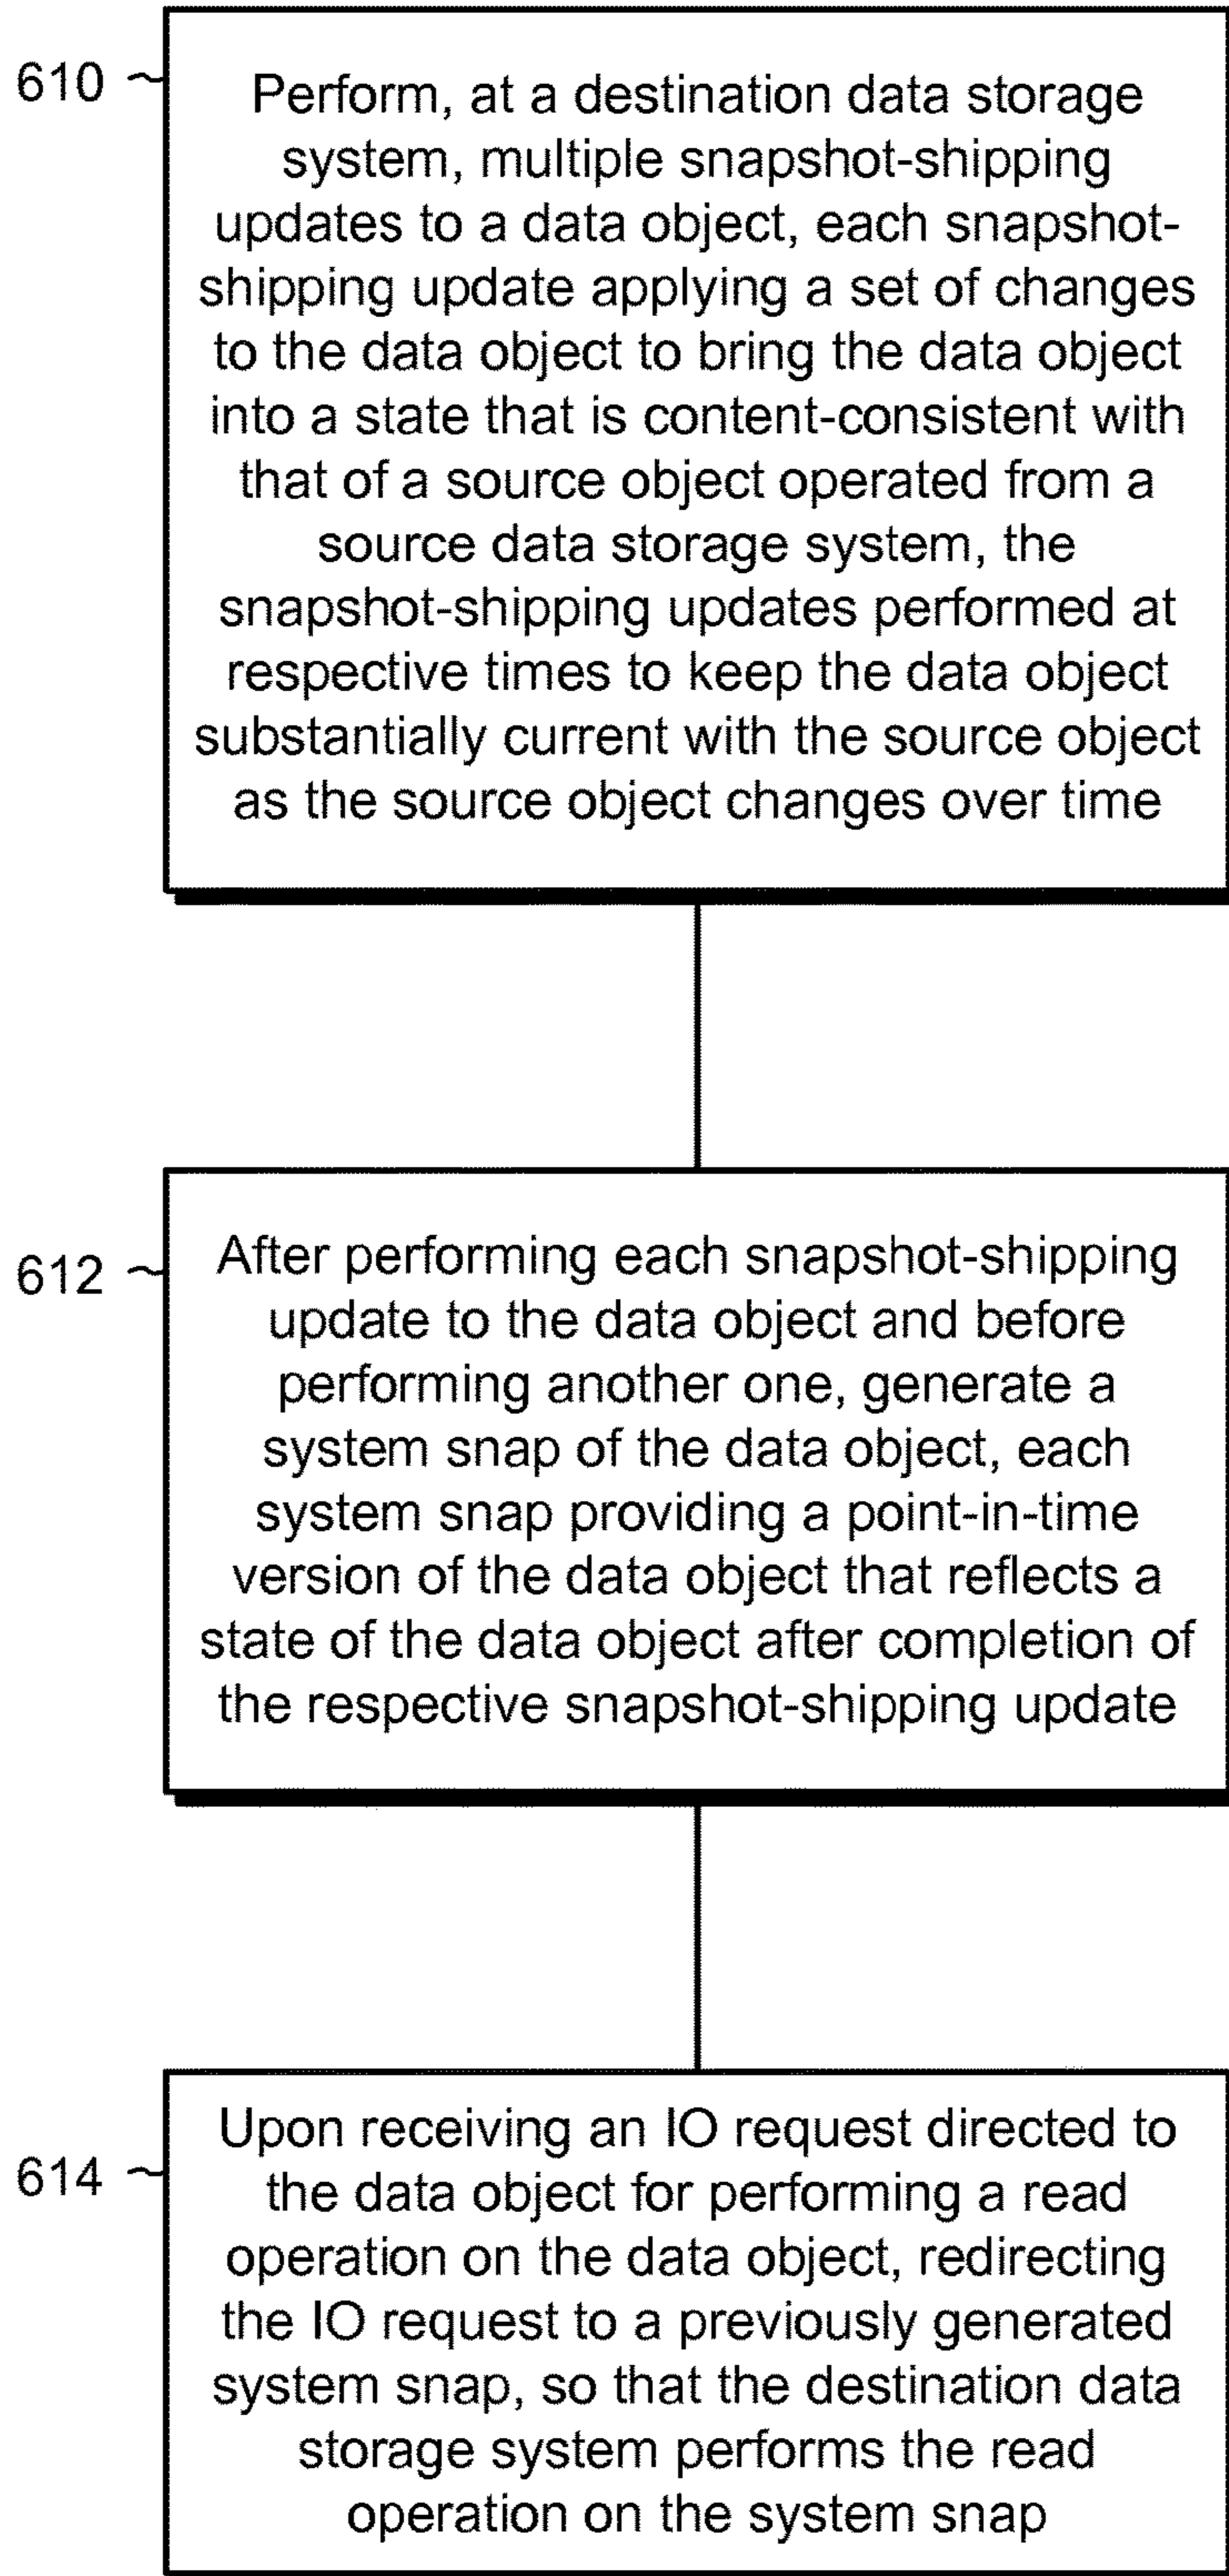 610
Perform, at a destination data storage
system, multiple snapshot-shipping
updates to a data object, each snapshot-
shipping update applying a set of changes
to the data object to bring the data object
into a state that is content-consistent with
that of a source object operated from a
source data storage system, the
snapshot-shipping updates performed at
respective times to keep the data object
substantially current with the source object
as the source object changes over time
612
After performing each snapshot-shipping
update to the data object and before
performing another one, generate a
system snap of the data object, each
system snap providing a point-in-time
version of the data object that reflects a
state of the data object after completion of
the respective snapshot-shipping update
614
Upon receiving an IO request directed to
the data object for performing a read
operation on the data object, redirecting
the IO request to a previously generated
system snap, so that the destination data
storage system performs the read
operation on the system snap